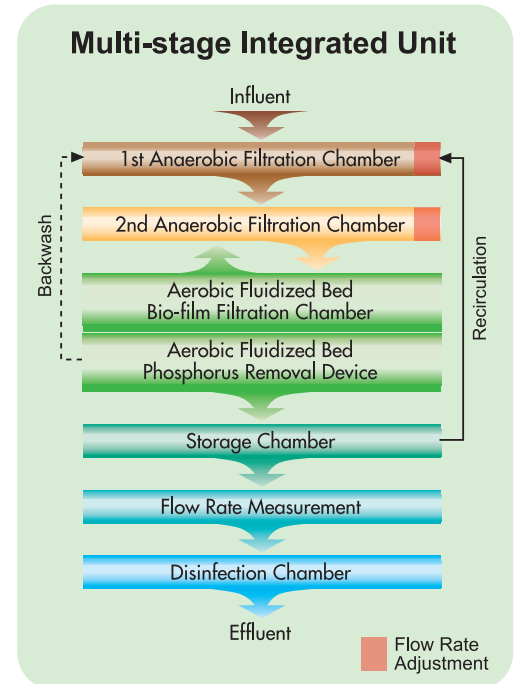 Multi-stage Integrated Unit
Influent
1st Anaerobic Filtration Chamber
2nd Anaerobic Filtration Chamber
Backwash
Recirculation
Aerobic Fluidized Bed
Bio-film Filtration Chamber
Aerobic Fluidized Bed
Phosphorus Removal Device
Storage Chamber
Flow Rate Measurement
Disinfection Chamber
Effluent
Flow Rate
Adjustment